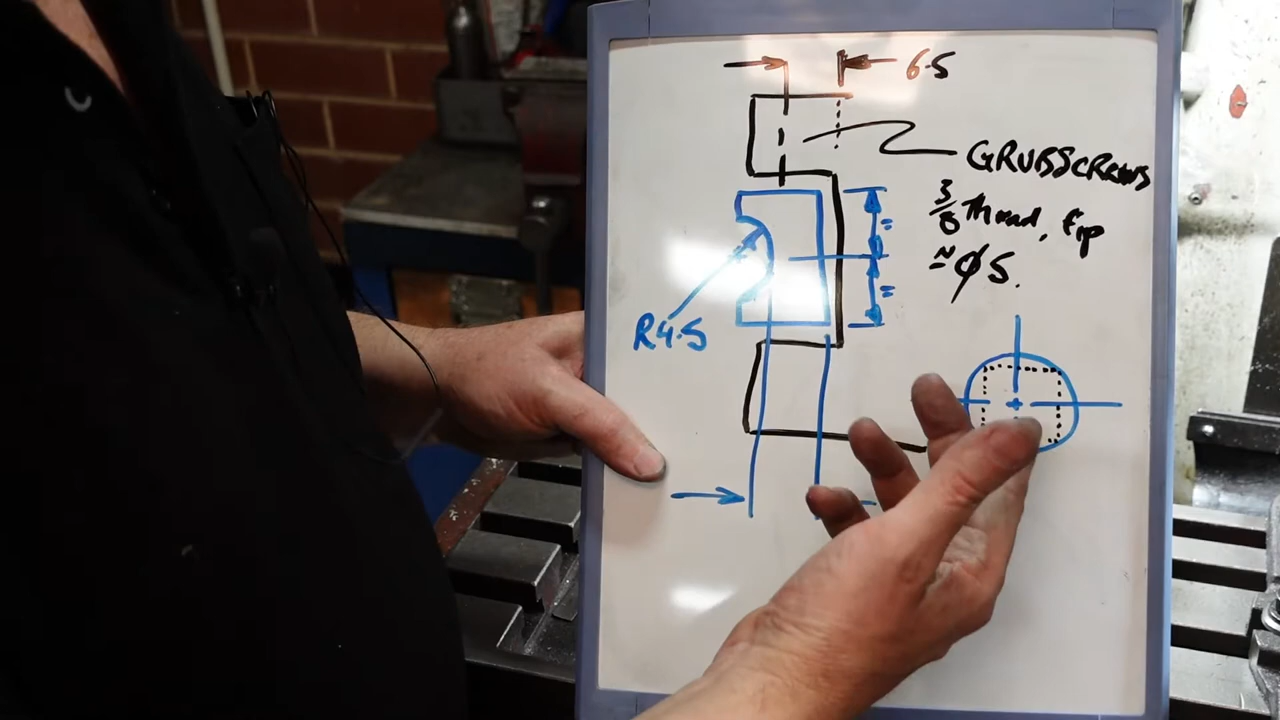 6.5
GRUBSCREWS
3/8 thread, tip
≈ φ5.
=
=
R4.5